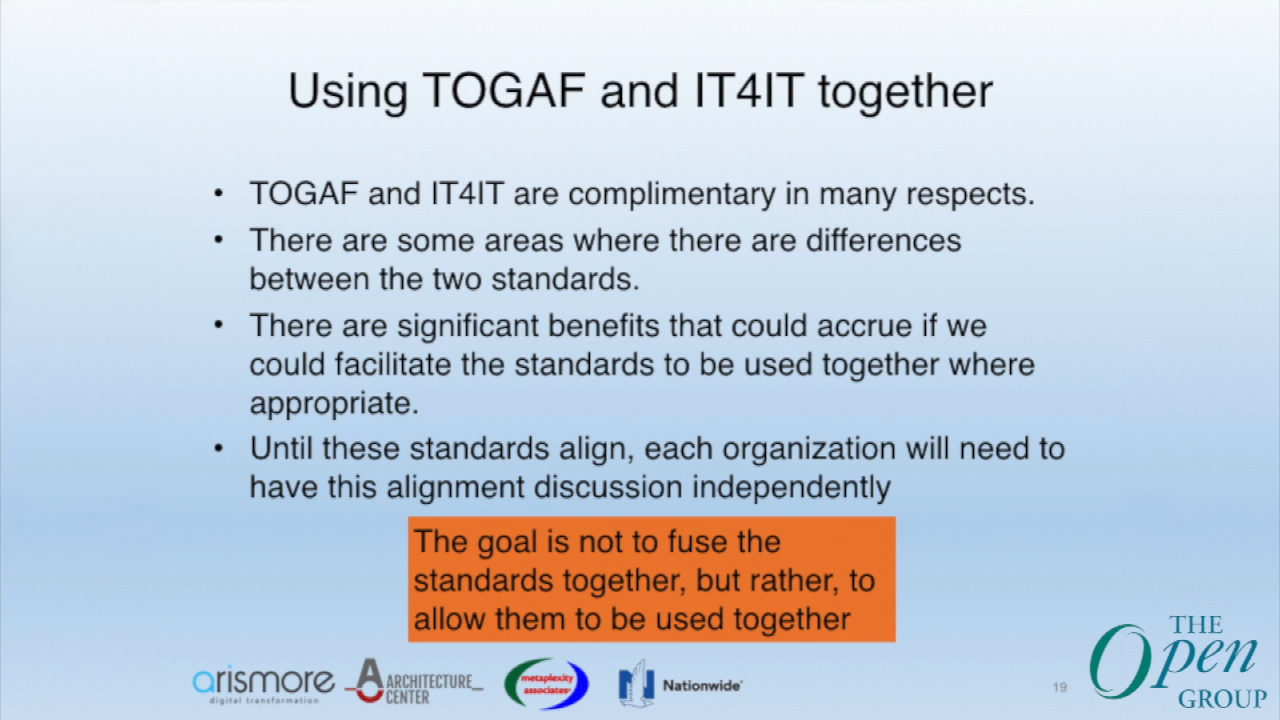 Using TOGAF and IT4IT together
• TOGAF and IT4IT are complimentary in many respects.
• There are some areas where there are differences
between the two standards.
• There are significant benefits that could accrue if we
could facilitate the standards to be used together where
appropriate.
• Until these standards align, each organization will need to
have this alignment discussion independently
The goal is not to fuse the
standards together, but rather, to
allow them to be used together
arismore
digital transformation
ARCHITECTURE
CENTER
metaplexity
associates
Nationwide
19
THE
Open
GROUP